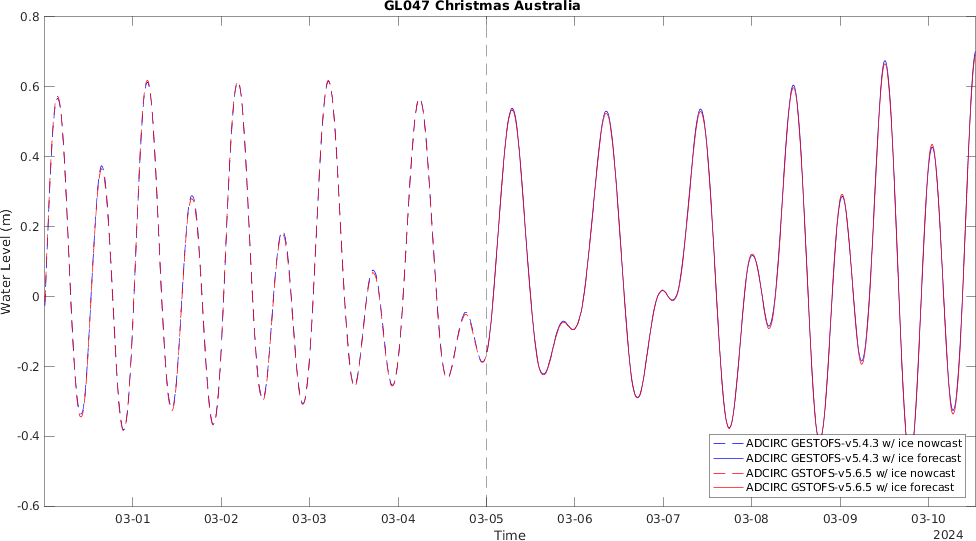 GL047 Christmas Australia
0.8
0.6
0.4
0.2
0
-0.2
-0.4
-0.6
Water Level (m)
ADCIRC GESTOFS-v5.4.3 w/ ice nowcast
ADCIRC GESTOFS-v5.4.3 w/ ice forecast
ADCIRC GSTOFS-v5.6.5 w/ ice nowcast
ADCIRC GSTOFS-v5.6.5 w/ ice forecast
03-01 03-02 03-03 03-04 03-05 03-06 03-07 03-08 03-09 03-10
Time
2024